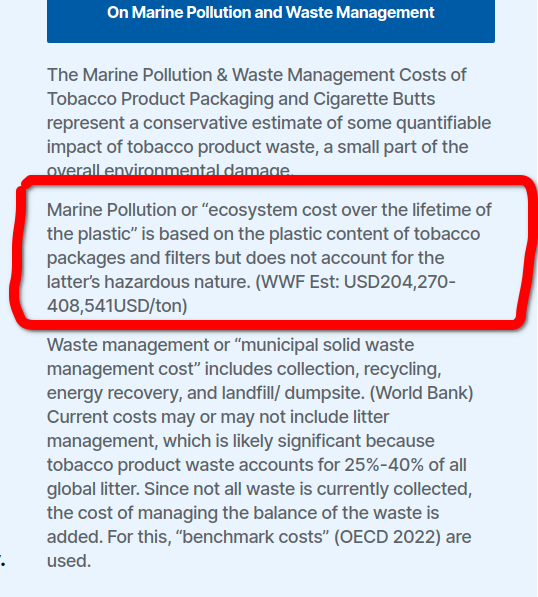 On Marine Pollution and Waste Management
The Marine Pollution & Waste Management Costs of
Tobacco Product Packaging and Cigarette Butts
represent a conservative estimate of some quantifiable
impact of tobacco product waste, a small part of the
overall environmental damage.
Marine Pollution or “ecosystem cost over the lifetime of
the plastic” is based on the plastic content of tobacco
packages and filters but does not account for the
latter’s hazardous nature. (WWF Est: USD204,270-
408,541USD/ton)
Waste management or “municipal solid waste
management cost” includes collection, recycling,
energy recovery, and landfill/ dumpsite. (World Bank)
Current costs may or may not include litter
management, which is likely significant because
tobacco product waste accounts for 25%-40% of all
global litter. Since not all waste is currently collected,
the cost of managing the balance of the waste is
added. For this, “benchmark costs” (OECD 2022) are
used.